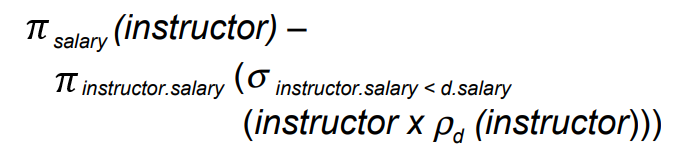 π salary (instructor) –
π instructor.salary (σ instructor.salary < d.salary
(instructor x ρd (instructor)))